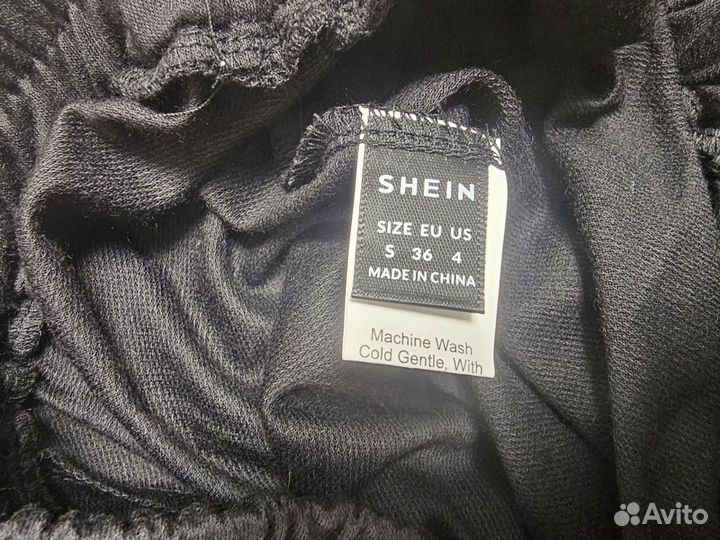 SHEIN
SIZE EU US
S 36 4
MADE IN CHINA
Machine Wash
Cold Gentle, With
Avito